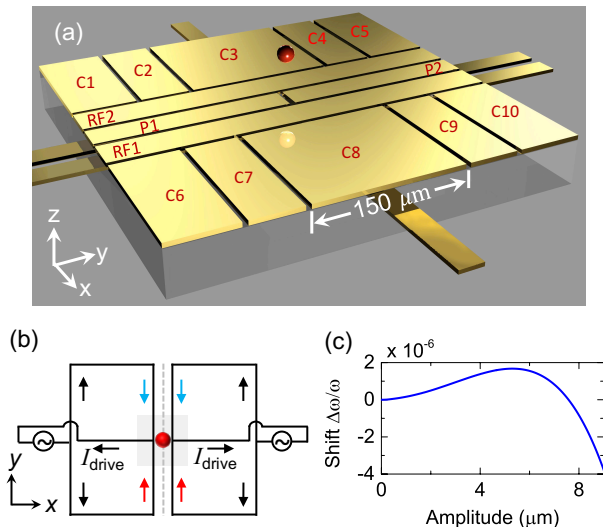 (a)
C1 C2 C3 C4 C5
RF2 P1 P2
RF1
C6 C7 C8 C9 C10
150 μm
z
y
x
(b)
I_drive I_drive
y
x
(c)
× 10⁻⁶
Shift Δω/ω
2
0
-2
-4
0 4 8
Amplitude (μm)